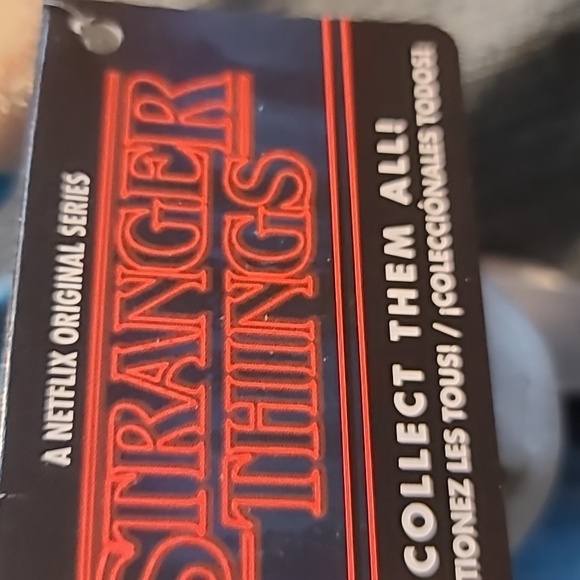 A NETFLIX ORIGINAL SERIES
STRANGER
THINGS
COLLECT THEM ALL!
TIONEZ LES TOUS! / ¡COLECCIÓNALES TODOS!